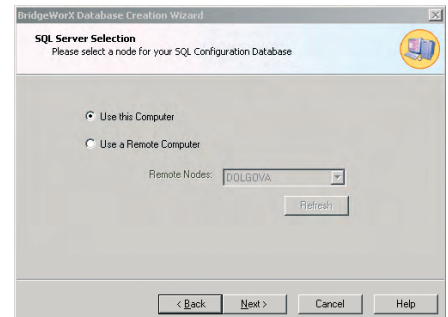 BridgeWorX Database Creation Wizard
SQL Server Selection
Please select a node for your SQL Configuration Database
Use this Computer
Use a Remote Computer
Remote Nodes: DOLGOVA
Refresh
< Back Next > Cancel Help